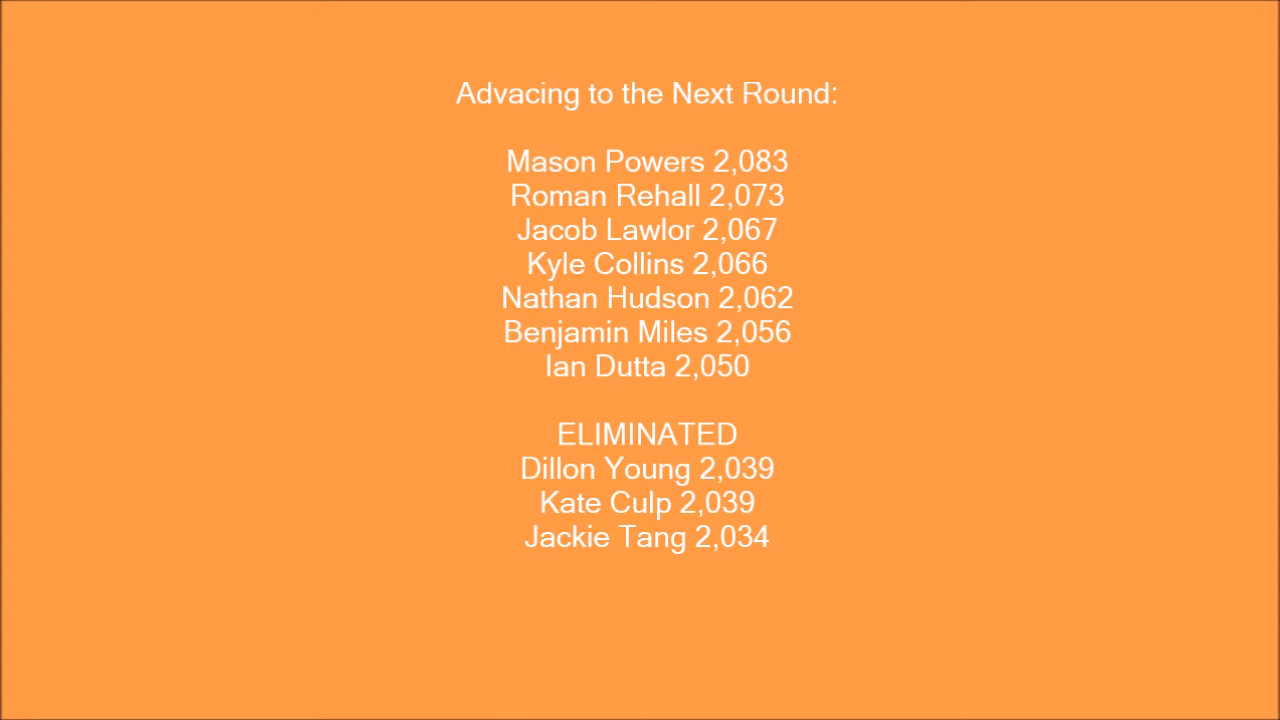 Advacing to the Next Round:
Mason Powers 2,083
Roman Rehall 2,073
Jacob Lawlor 2,067
Kyle Collins 2,066
Nathan Hudson 2,062
Benjamin Miles 2,056
Ian Dutta 2,050
ELIMINATED
Dillon Young 2,039
Kate Culp 2,039
Jackie Tang 2,034